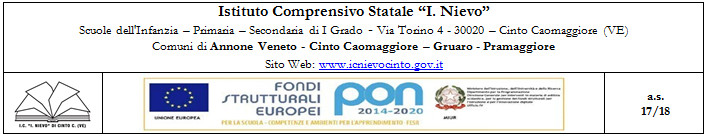 Istituto Comprensivo Statale “I. Nievo”
Scuole dell'Infanzia – Primaria – Secondaria di I Grado - Via Torino 4 - 30020 – Cinto Caomaggiore (VE)
Comuni di Annone Veneto - Cinto Caomaggiore – Gruaro - Pramaggiore
Sito Web: www.icnievocinto.gov.it
I.C. "I. NIEVO" DI CINTO C. (VE)
UNIONE EUROPEA
FONDI
STRUTTURALI
EUROPEI
pon
2014-2020
PER LA SCUOLA - COMPETENZE E AMBIENTI PER L'APPRENDIMENTO - FESR
MIUR
a.s.
17/18